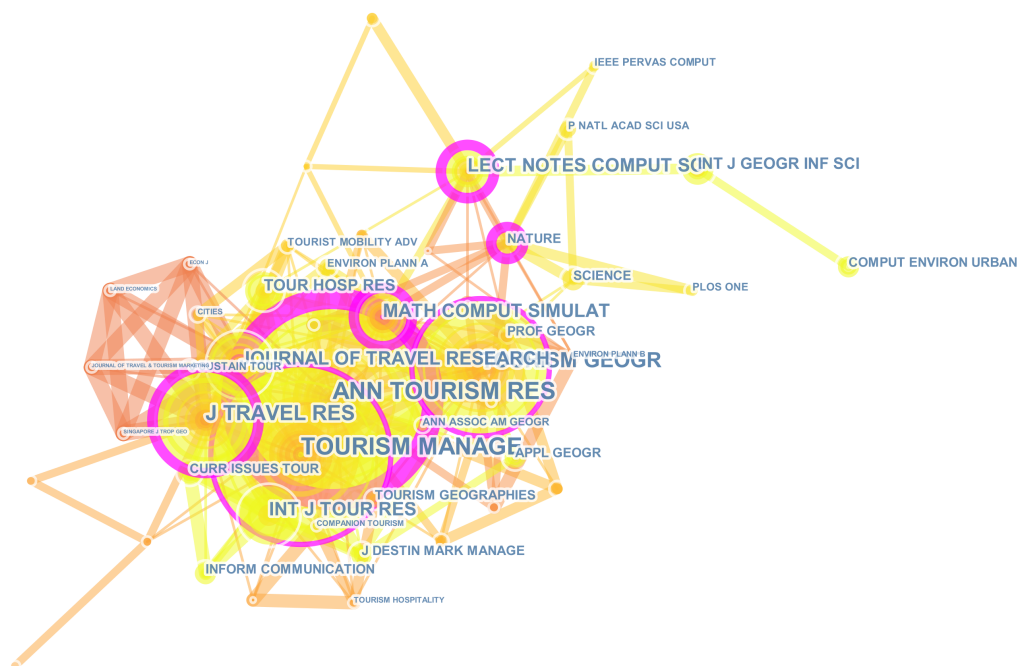 IEEE PERVAS COMPUT
P NATL ACAD SCI USA
LECT NOTES COMPUT SC
INT J GEOGR INF SCI
NATURE
TOURIST MOBILITY ADV
ENVIRON PLANN A
ECON J
COMPUT ENVIRON URBAN
SCIENCE
TOUR HOSP RES
LAND ECONOMICS
PLOS ONE
CITIES
MATH COMPUT SIMULAT
PROF GEOGR
JOURNAL OF TRAVEL RESEARCH
ENVIRON PLANN B
SM GEOGR
JOURNAL OF TRAVEL & TOURISM MARKETING
USTAIN TOUR
ANN TOURISM RES
J TRAVEL RES
ANN ASSOC AM GEOGR
SINGAPORE J TROP GEO
TOURISM MANAGE
APPL GEOGR
CURR ISSUES TOUR
TOURISM GEOGRAPHIES
INT J TOUR RES
COMPANION TOURISM
J DESTIN MARK MANAGE
INFORM COMMUNICATION
TOURISM HOSPITALITY